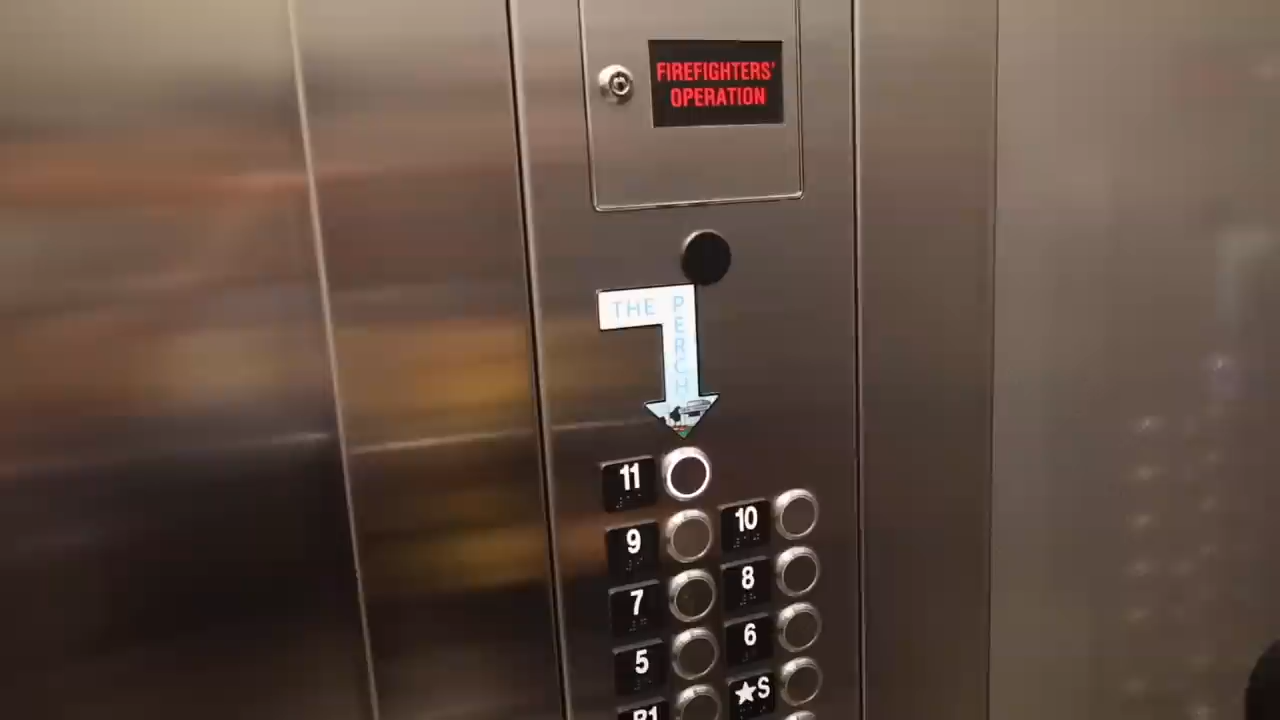 FIREFIGHTERS'
OPERATION
THE PERCH
11
9 10
7 8
5 6
★S